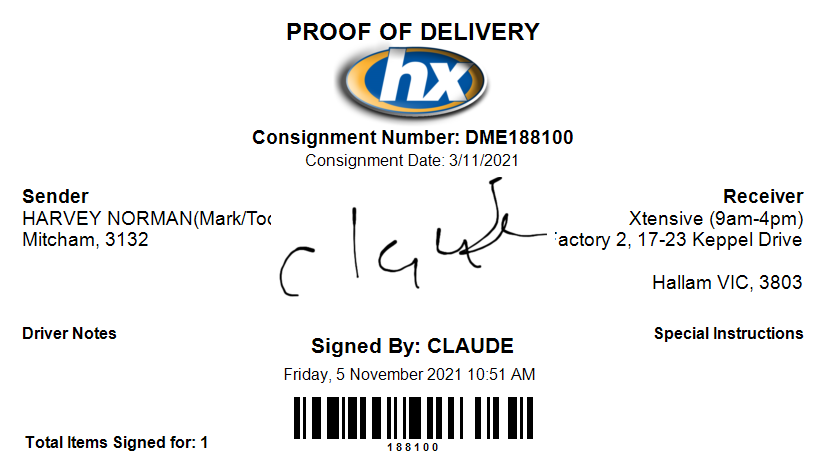 PROOF OF DELIVERY
hx
Consignment Number: DME188100
Consignment Date: 3/11/2021
Sender
HARVEY NORMAN(Mark/Too
Mitcham, 3132
claude
Receiver
Xtensive (9am-4pm)
actory 2, 17-23 Keppel Drive
Hallam VIC, 3803
Driver Notes
Special Instructions
Signed By: CLAUDE
Friday, 5 November 2021 10:51 AM
188100
Total Items Signed for: 1